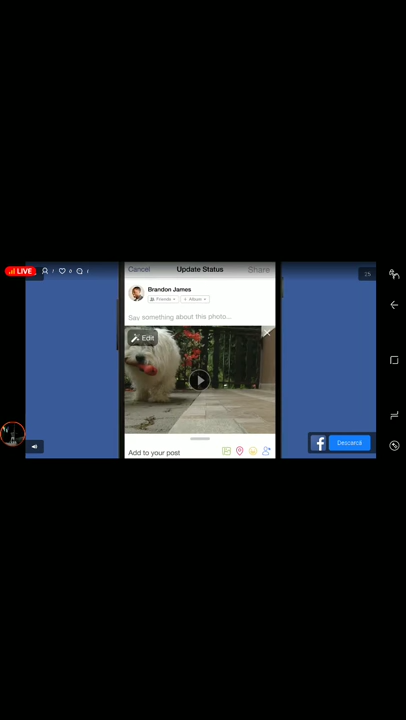 LIVE
25
Cancel Update Status Share
Brandon James
Friends + Album
Say something about this photo...
Edit
Add to your post
f Descarcă